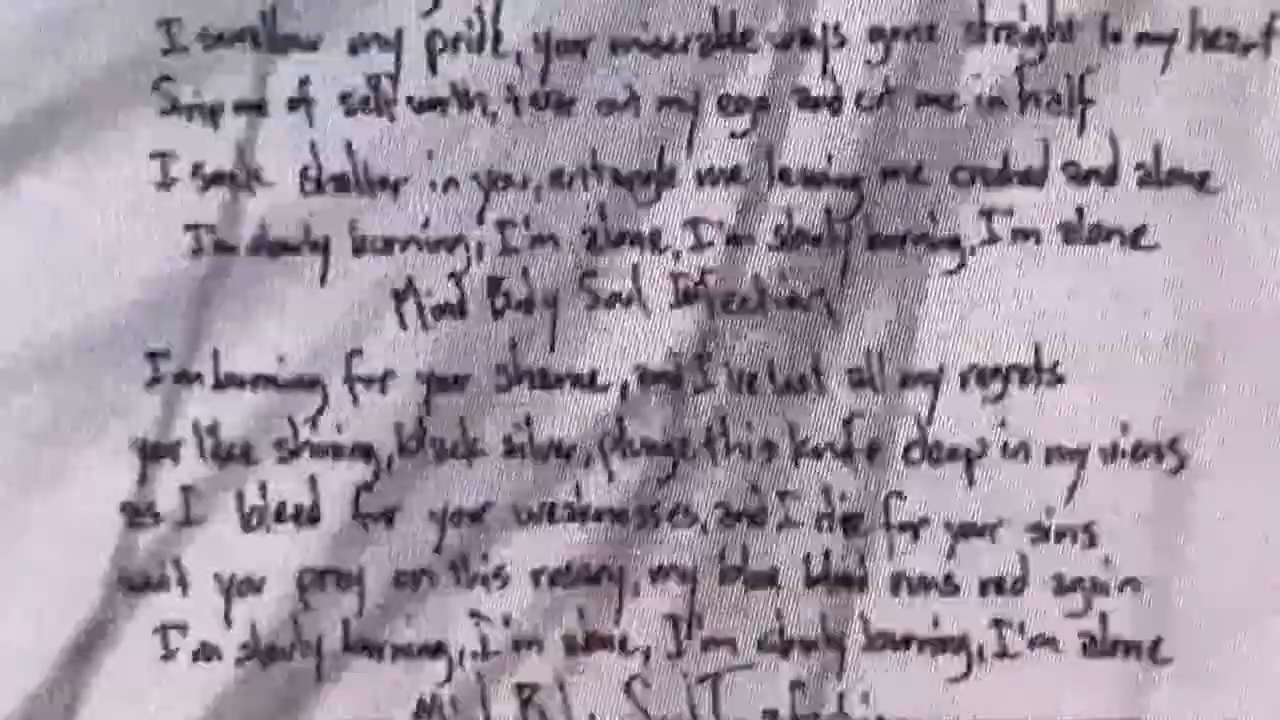 I swallow my pride, your miserable ways gone straight to my heart
Strip me of self worth, tear out my ego and cut me in half
I seek shelter in you, entangle me leaving me crushed and alone
I'm slowly burning, I'm alone, I'm slowly burning, I'm alone
Mind Body Soul Infection
I'm burning for your shame, and I've lost all my regrets
your like shining, black silver, plunge this knife deep in my viens
as I bleed for your weaknesses, and I die for your sins
wait you pray on this rosary, my blue blood runs red again
I'm slowly burning, I'm alone, I'm slowly burning, I'm alone